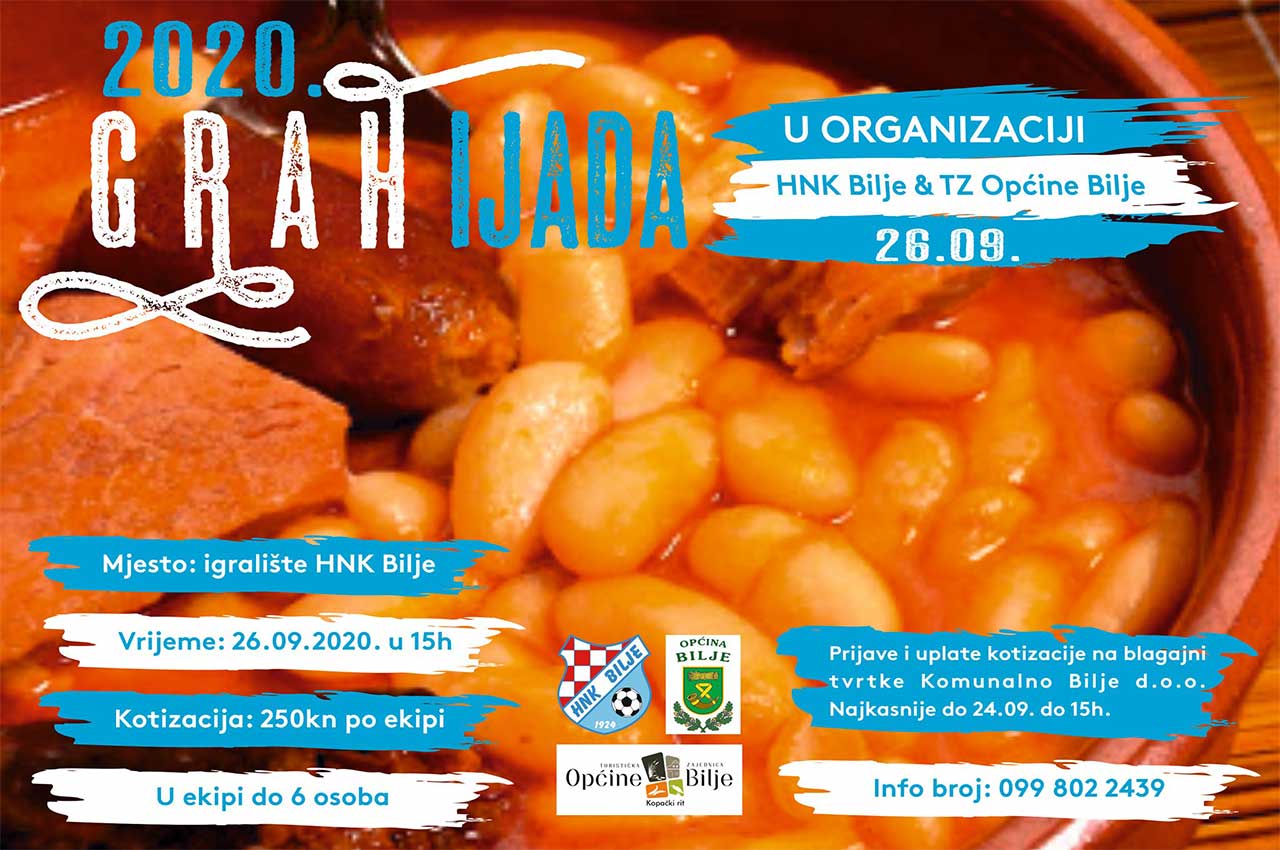 2020.
GRAHIJADA
U ORGANIZACIJI
HNK Bilje & TZ Općine Bilje
26.09.
Mjesto: igralište HNK Bilje
Vrijeme: 26.09.2020. u 15h
Kotizacija: 250kn po ekipi
U ekipi do 6 osoba
HNK BILJE
1924
OPĆINA
BILJE
TURISTIČKA ZAJEDNICA
Općine Bilje
Kopački rit
Prijave i uplate kotizacije na blagajni
tvrtke Komunalno Bilje d.o.o.
Najkasnije do 24.09. do 15h.
Info broj: 099 802 2439